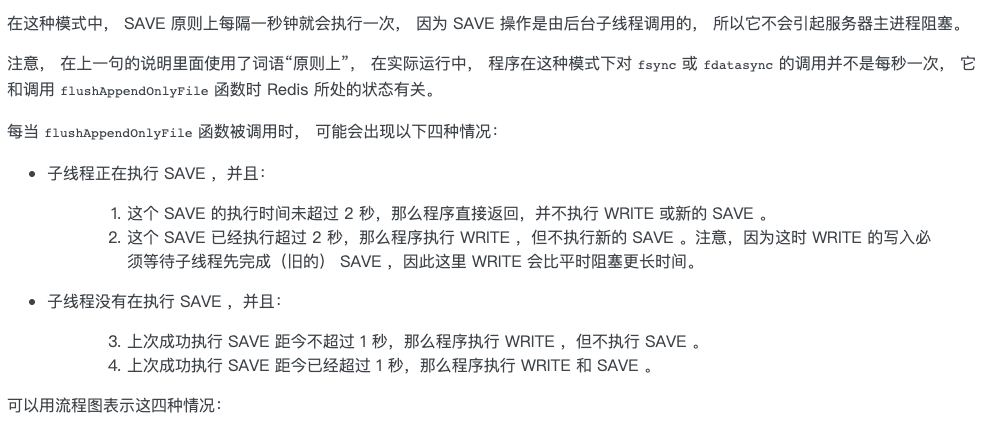 在这种模式中， SAVE 原则上每隔一秒钟就会执行一次， 因为 SAVE 操作是由后台子线程调用的， 所以它不会引起服务器主进程阻塞。
注意， 在上一句的说明里面使用了词语“原则上”， 在实际运行中， 程序在这种模式下对 fsync 或 fdatasync 的调用并不是每秒一次， 它
和调用 flushAppendOnlyFile 函数时 Redis 所处的状态有关。
每当 flushAppendOnlyFile 函数被调用时， 可能会出现以下四种情况：
• 子线程正在执行 SAVE ，并且：
1. 这个 SAVE 的执行时间未超过 2 秒，那么程序直接返回，并不执行 WRITE 或新的 SAVE 。
2. 这个 SAVE 已经执行超过 2 秒，那么程序执行 WRITE ，但不执行新的 SAVE 。注意，因为这时 WRITE 的写入必
须等待子线程先完成（旧的） SAVE ，因此这里 WRITE 会比平时阻塞更长时间。
• 子线程没有在执行 SAVE ，并且：
3. 上次成功执行 SAVE 距今不超过 1 秒，那么程序执行 WRITE ，但不执行 SAVE 。
4. 上次成功执行 SAVE 距今已经超过 1 秒，那么程序执行 WRITE 和 SAVE 。
可以用流程图表示这四种情况：